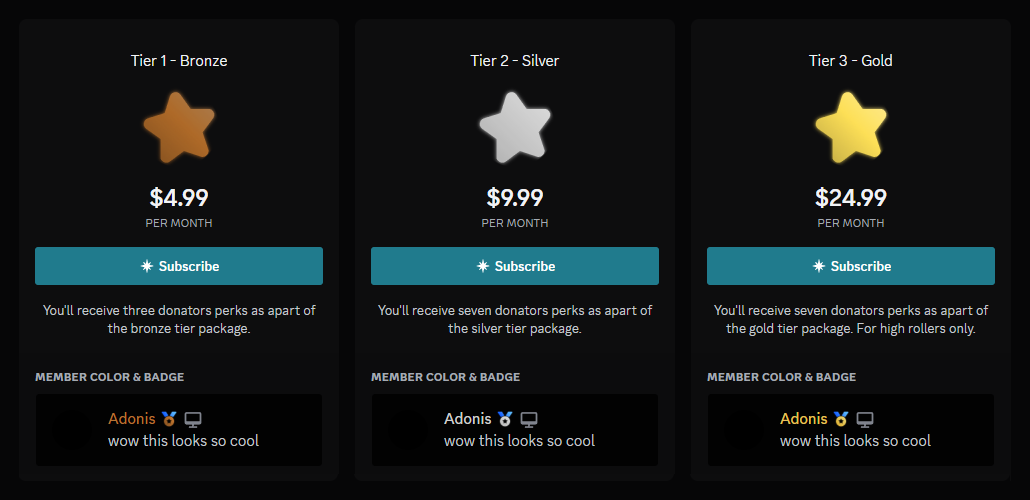 Tier 1 - Bronze
$4.99
PER MONTH
Subscribe
You'll receive three donators perks as apart of
the bronze tier package.
MEMBER COLOR & BADGE
Adonis
wow this looks so cool
Tier 2 - Silver
$9.99
PER MONTH
Subscribe
You'll receive seven donators perks as apart of
the silver tier package.
MEMBER COLOR & BADGE
Adonis
wow this looks so cool
Tier 3 - Gold
$24.99
PER MONTH
Subscribe
You'll receive seven donators perks as apart of
the gold tier package. For high rollers only.
MEMBER COLOR & BADGE
Adonis
wow this looks so cool